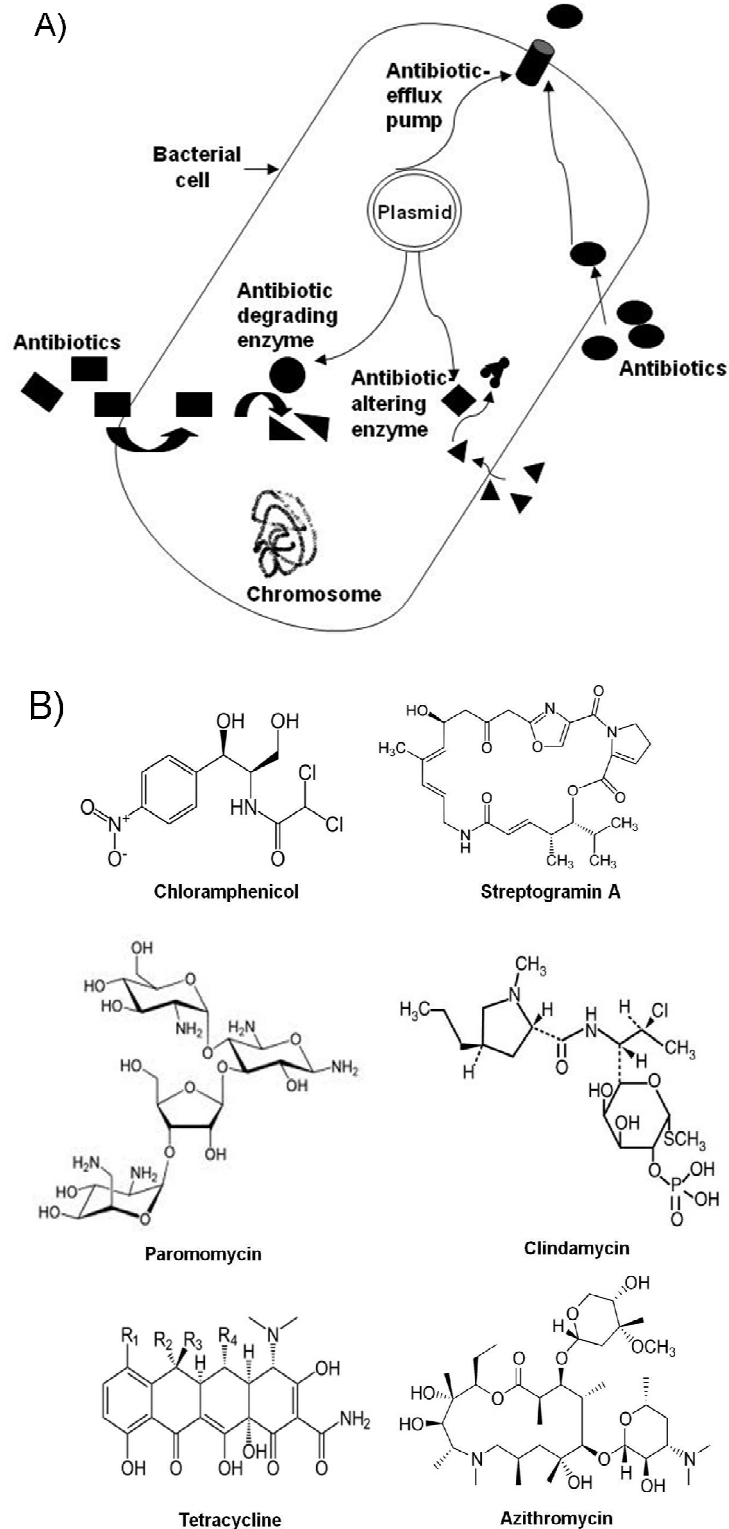 A)
Antibiotic-
efflux
pump
Bacterial
cell
Plasmid
Antibiotic
degrading
enzyme
Antibiotics
Antibiotic-
altering
enzyme
Antibiotics
Chromosome
B)
OH
OH
HN
Cl
Cl
O
O
N+
O-
Chloramphenicol
HO
O
N
O
O
N
H3C
O
O
O
N
H
O
CH3
CH3
H3C
Streptogramin A
OH
HO
HO
O
NH2
O
H2N
O
NH2
OH
O
HO
O
O
OH
H2N
NH2
HO
HO
O
O
Paromomycin
CH3
N
H3C
H
H
O
H
N
H
Cl
CH3
H
HO
O
OH
SCH3
O
P
OH
OH
O
Clindamycin
R1
R2
R3
R4
H
H
N
OH
NH2
OH
O
OH
OH
O
O
Tetracycline
OH
O
H
OCH3
O
O
O
HO
HO
N
OH
O
H
O
OH
N
Azithromycin